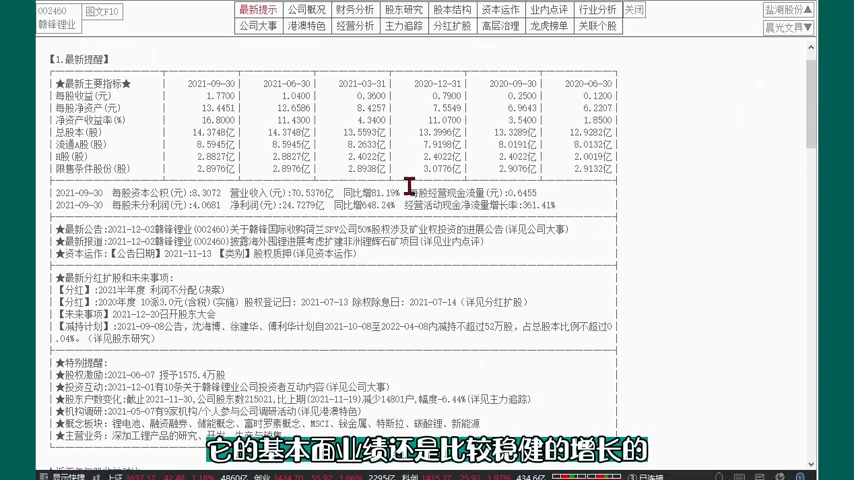 002460
赣锋锂业
图文F10
最新提示 公司概况 财务分析 股东研究 股本结构 资本运作 业内点评 行业分析 关闭
公司大事 港澳特色 经营分析 主力追踪 分红扩股 高层治理 龙虎榜单 关联个股
盐湖股份▲
晨光文具▼
【1.最新提醒】
★最新主要指标★ 2021-09-30 2021-06-30 2021-03-31 2020-12-31 2020-09-30 2020-06-30
每股收益(元) 1.7700 1.0400 0.3600 0.7900 0.2500 0.1200
每股净资产(元) 13.4451 12.6586 8.4257 7.5549 6.9643 6.2207
净资产收益率(%) 16.8000 11.4300 4.3400 11.0700 3.5400 1.8500
总股本(股) 14.3748亿 14.3748亿 13.5593亿 13.3996亿 13.3289亿 12.9282亿
流通A股(股) 8.5945亿 8.5945亿 8.2633亿 7.9198亿 8.0191亿 8.0132亿
H股(股) 2.8827亿 2.8827亿 2.4022亿 2.4022亿 2.4022亿 2.0019亿
限售条件股份(股) 2.8976亿 2.8976亿 2.8938亿 3.0776亿 2.9076亿 2.9132亿
2021-09-30 每股资本公积(元):8.3072 营业收入(元):70.5376亿 同比增81.19% 每股经营现金流量(元):0.6455
2021-09-30 每股未分利润(元):4.0681 净利润(元):24.7279亿 同比增648.24% 经营活动现金净流量增长率:361.41%
★最新公告:2021-12-02赣锋锂业(002460)关于赣锋国际收购荷兰SPV公司50%股权涉及矿业权投资的进展公告(详见公司大事)
★最新报道:2021-12-02赣锋锂业(002460)披露海外囤锂进展考虑扩建非洲锂辉石矿项目(详见业内点评)
★资本运作:【公告日期】2021-11-13 【类别】股权质押(详见资本运作)
★最新分红扩股和未来事项:
【分红】:2021半年度 利润不分配(决案)
【分红】:2020年度 10派3.0元(含税)(实施) 股权登记日: 2021-07-13 除权除息日: 2021-07-14 (详见分红扩股)
【未来事项】2021-12-20召开股东大会
【减持计划】:2021-09-08公告, 沈海博、徐建华、傅利华计划自2021-10-08至2022-04-08内减持不超过52万股, 占总股本比例不超过0
.04%。 (详见股东研究)
★特别提醒:
★股权激励:2021-06-07 授予1575.4万股
★投资互动:2021-12-01有10条关于赣锋锂业公司投资者互动内容(详见公司大事)
★股东户数变化:截止2021-11-30, 公司股东数215021, 比上期(2021-11-19)减少14801户, 幅度-6.44%(详见主力追踪)
★机构调研:2021-05-07有9家机构/个人参与公司调研活动(详见港澳特色)
★概念板块: 锂电池、融资融券、储能概念、富时罗素概念、MSCI、钛金属、特斯拉、碳酸锂、新能源
★主营业务: 深加工锂产品的研究、开发、生产与销售
它的基本面业绩还是比较稳健的增长的
显示快捷 上证 4860亿 创业 2295亿 科创 434.6亿 已连接